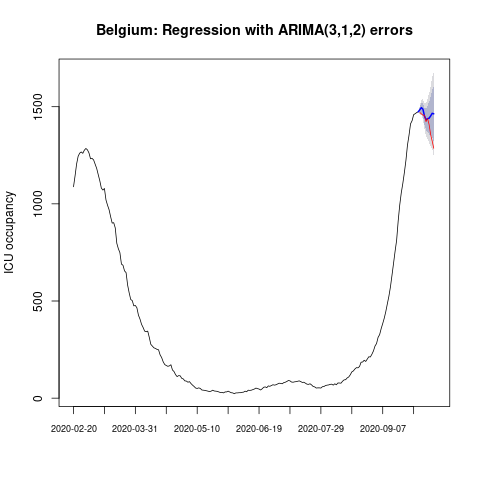 Belgium: Regression with ARIMA(3,1,2) errors
ICU occupancy
1500
1000
500
0
2020-02-20 2020-03-31 2020-05-10 2020-06-19 2020-07-29 2020-09-07